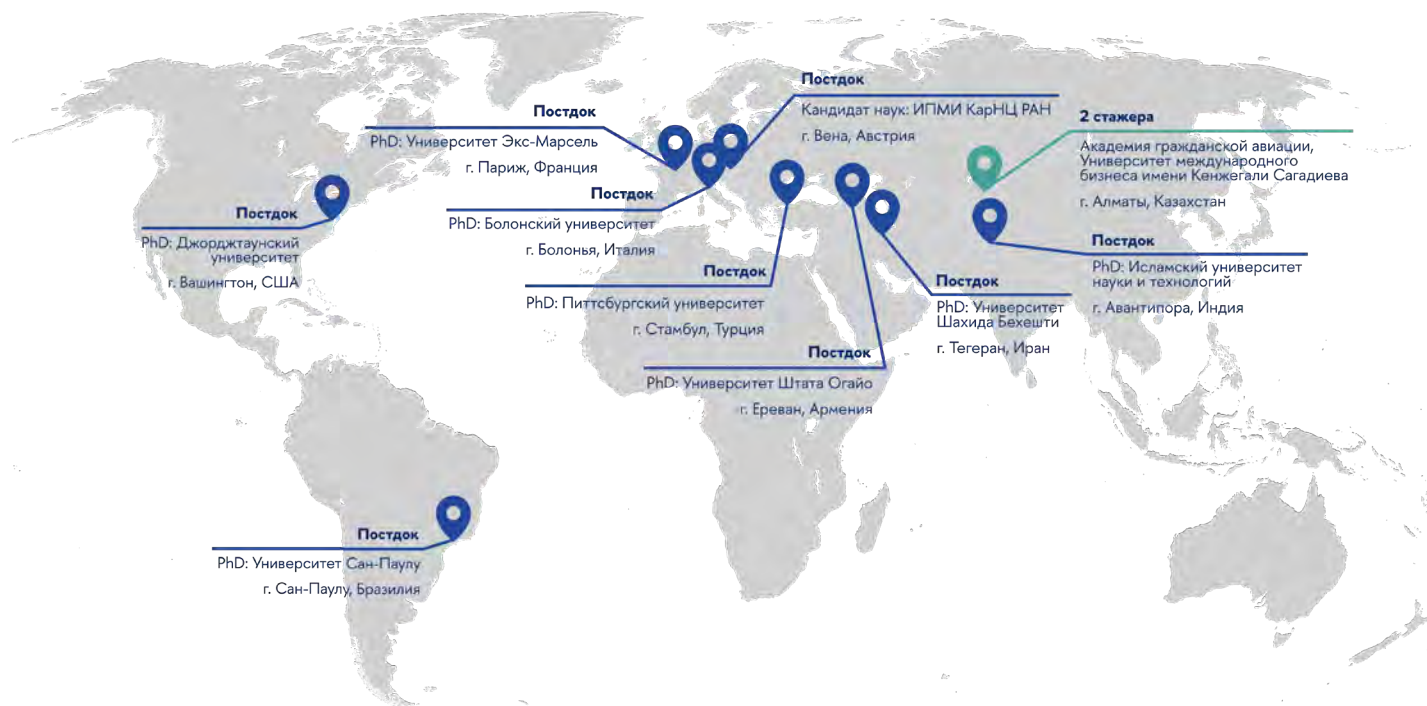 Постдок
Кандидат наук: ИПМИ КарНЦ РАН
г. Вена, Австрия
Постдок
PhD: Университет Экс-Марсель
г. Париж, Франция
2 стажера
Академия гражданской авиации,
Университет международного
бизнеса имени Кенжегали Сагадиева
г. Алматы, Казахстан
Постдок
PhD: Болонский университет
г. Болонья, Италия
Постдок
PhD: Джорджтаунский
университет
г. Вашингтон, США
Постдок
PhD: Исламский университет
науки и технологий
г. Авантипора, Индия
Постдок
PhD: Питтсбургский университет
г. Стамбул, Турция
Постдок
PhD: Университет
Шахида Бехешти
г. Тегеран, Иран
Постдок
PhD: Университет Штата Огайо
г. Ереван, Армения
Постдок
PhD: Университет Сан-Паулу
г. Сан-Паулу, Бразилия